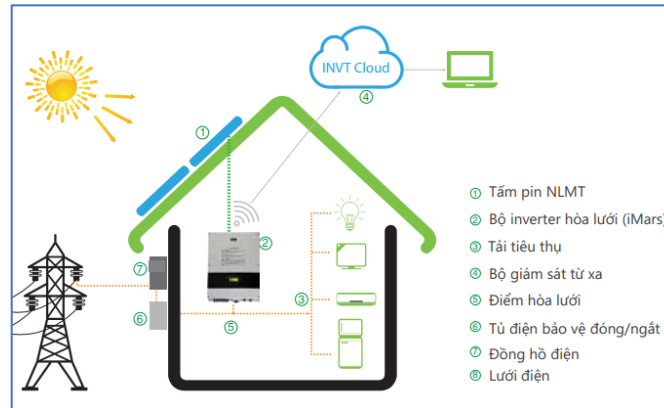 INVT Cloud
④
①
②
③
⑦
⑥
⑤
① Tấm pin NLMT
② Bộ inverter hòa lưới (iMars)
③ Tải tiêu thụ
④ Bộ giám sát từ xa
⑤ Điểm hòa lưới
⑥ Tủ điện bảo vệ đóng/ngắt
⑦ Đồng hồ điện
⑧ Lưới điện